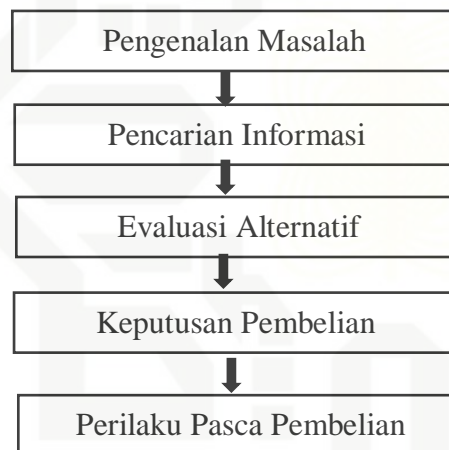 Pengenalan Masalah
Pencarian Informasi
Evaluasi Alternatif
Keputusan Pembelian
Perilaku Pasca Pembelian